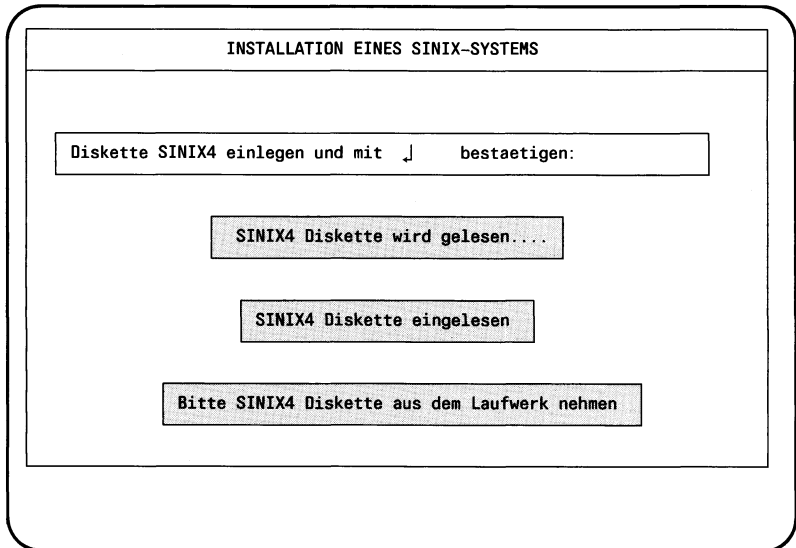 INSTALLATION EINES SINIX-SYSTEMS
Diskette SINIX4 einlegen und mit ↵ bestaetigen:
SINIX4 Diskette wird gelesen....
SINIX4 Diskette eingelesen
Bitte SINIX4 Diskette aus dem Laufwerk nehmen